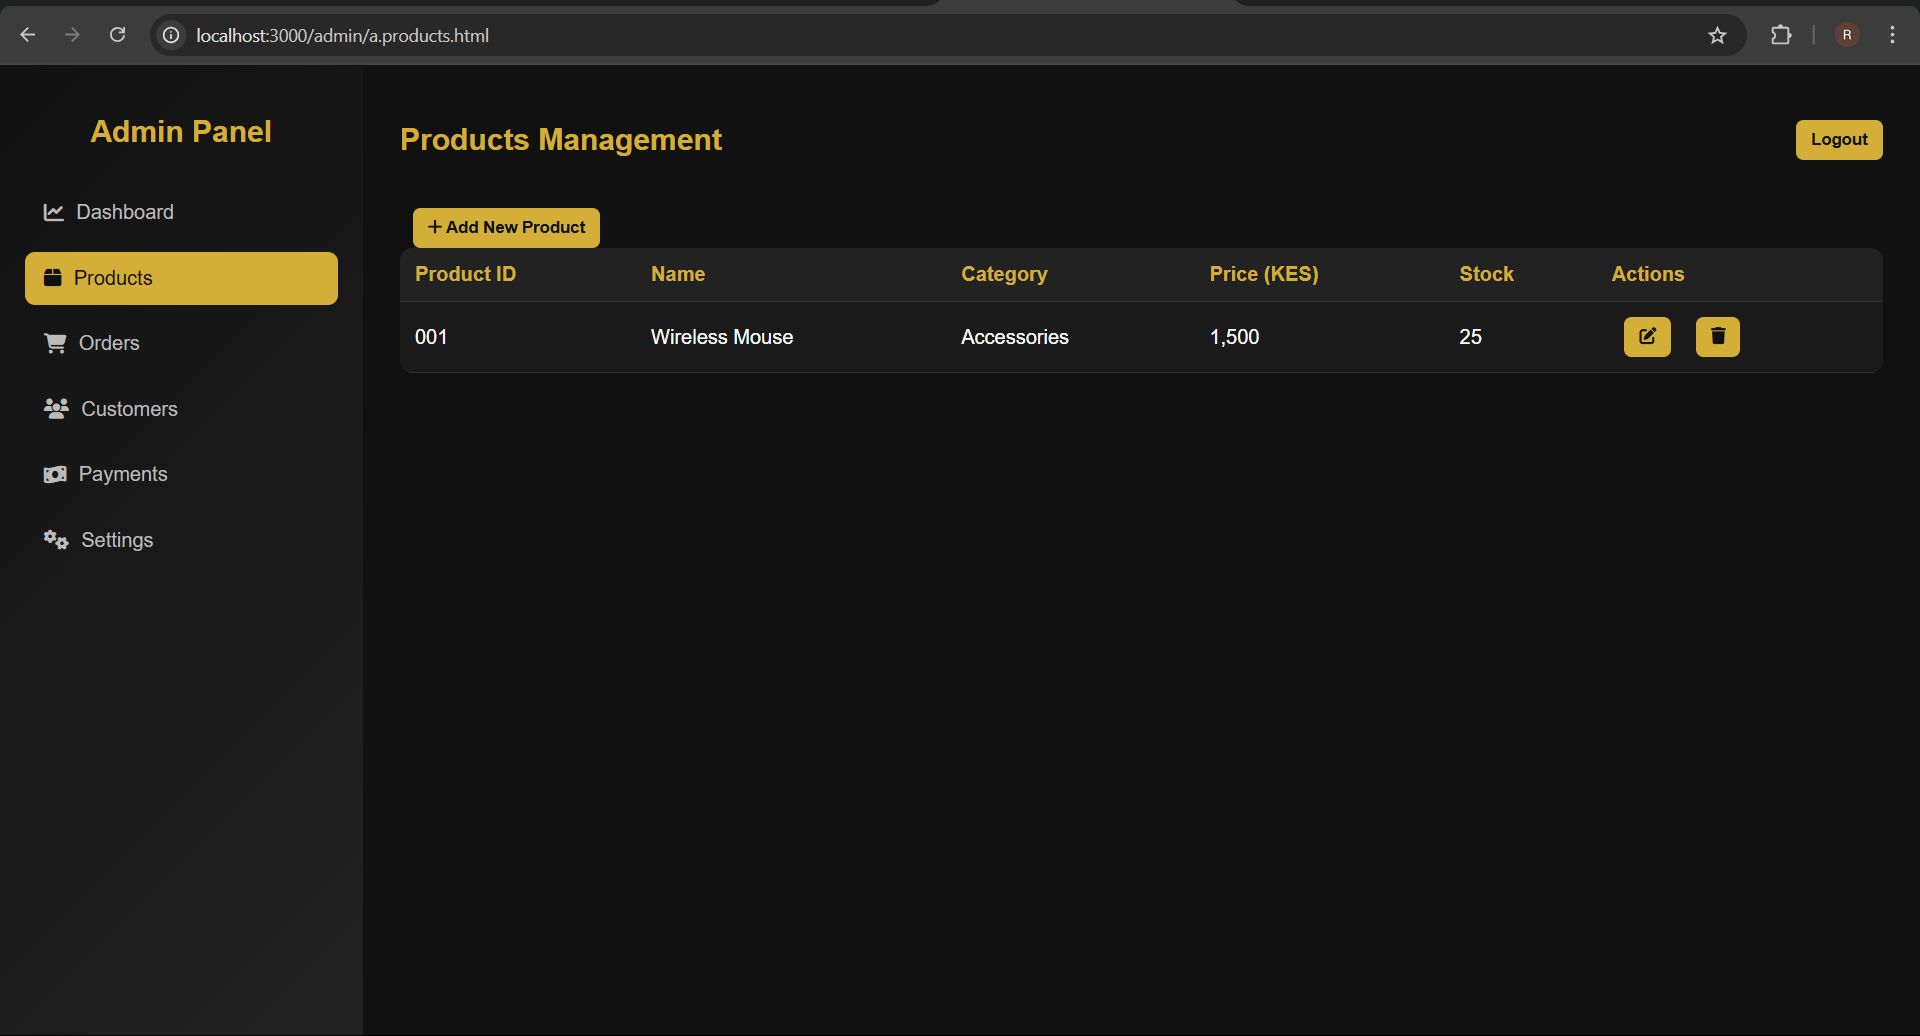 localhost:3000/admin/a.products.html
R
Admin Panel
Dashboard
Products
Orders
Customers
Payments
Settings
Products Management
Logout
+ Add New Product
Product ID Name Category Price (KES) Stock Actions
001 Wireless Mouse Accessories 1,500 25